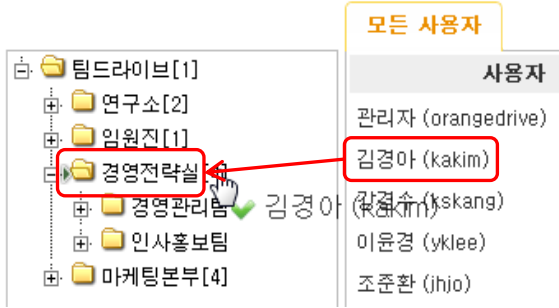 모든 사용자
팀드라이브[1]
연구소[2]
임원진[1]
경영전략실
경영관리팀
인사홍보팀
마케팅본부[4]
사용자
관리자 (orangedrive)
김경아 (kakim)
김경아 (kakim)
(kskang)
이윤경 (yklee)
조준환 (jhjo)